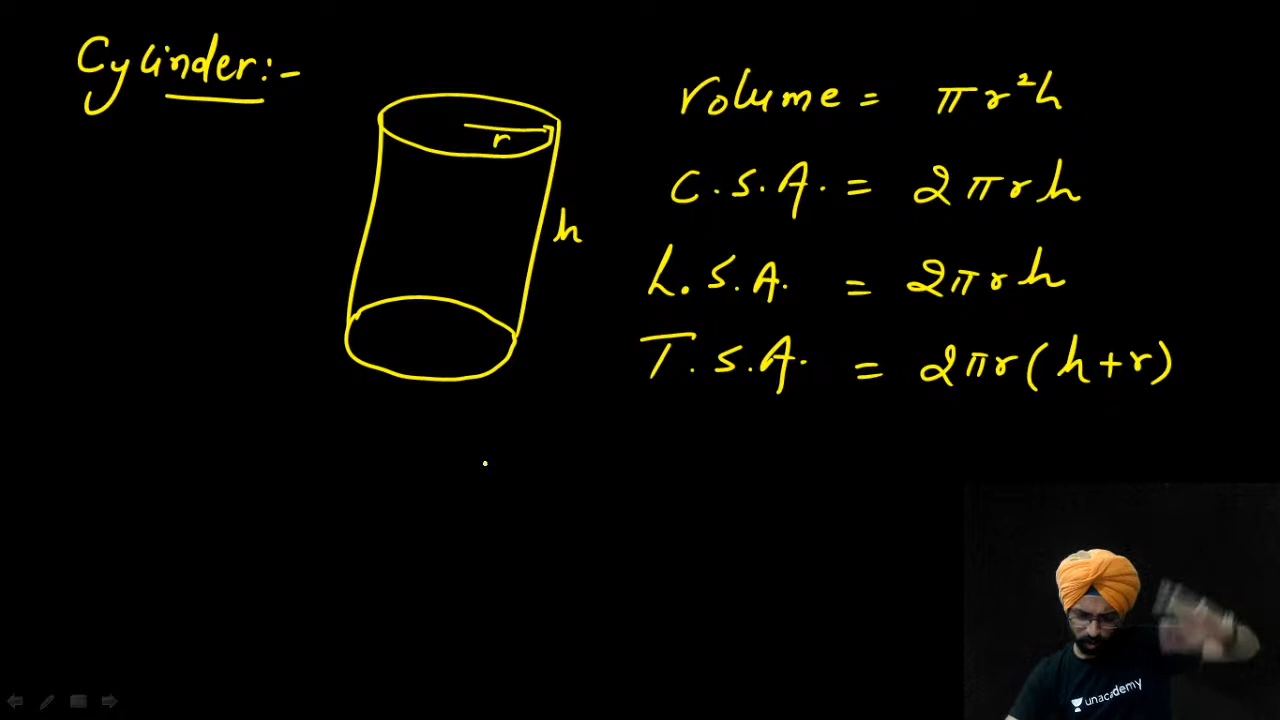 Cylinder:-
r
h
Volume = πr²h
C.S.A. = 2πrh
L.S.A. = 2πrh
T.S.A. = 2πr(h+r)
unacademy